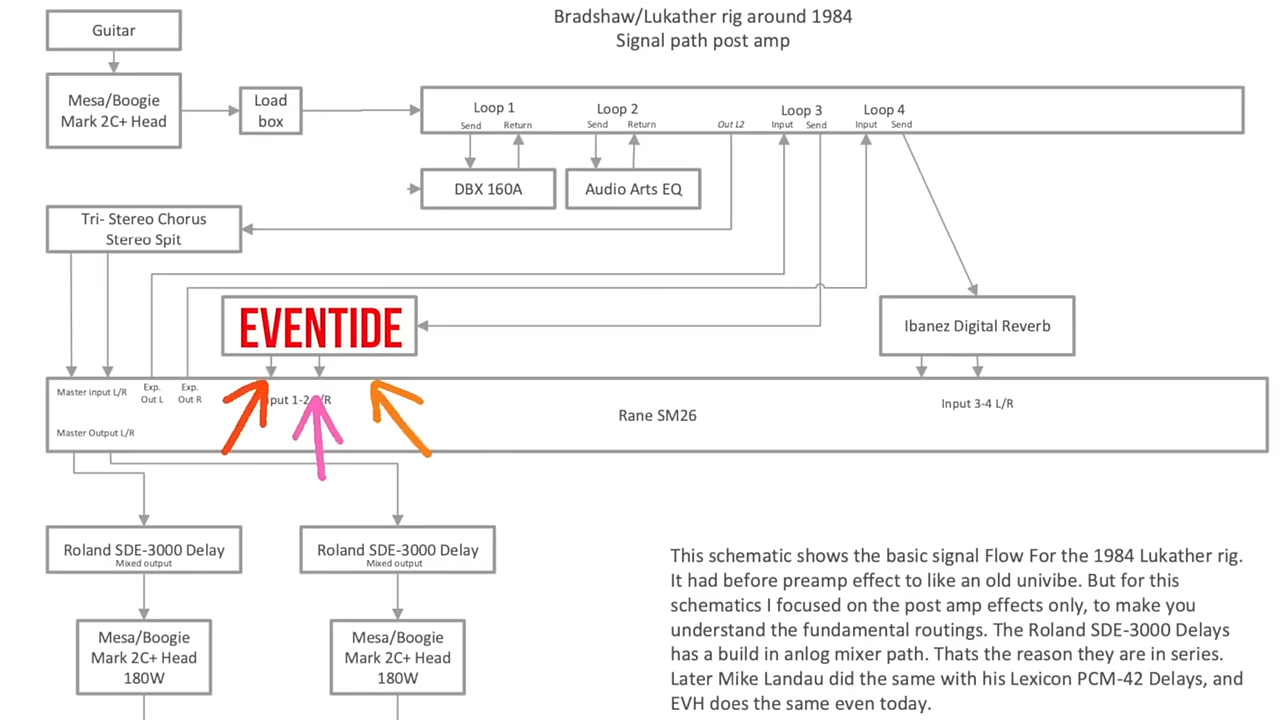 Bradshaw/Lukather rig around 1984
Signal path post amp
Guitar
Mesa/Boogie
Mark 2C+ Head
Load
box
Loop 1
Send Return
Loop 2
Send Return
Out L2
Loop 3
Input Send
Loop 4
Input Send
DBX 160A
Audio Arts EQ
Tri- Stereo Chorus
Stereo Spit
EVENTIDE
Ibanez Digital Reverb
Master input L/R
Exp.
Out L
Exp.
Out R
Input 3-4 L/R
Rane SM26
Master Output L/R
Roland SDE-3000 Delay
Mixed output
Roland SDE-3000 Delay
Mixed output
Mesa/Boogie
Mark 2C+ Head
180W
Mesa/Boogie
Mark 2C+ Head
180W
This schematic shows the basic signal Flow For the 1984 Lukather rig.
It had before preamp effect to like an old univibe. But for this
schematics I focused on the post amp effects only, to make you
understand the fundamental routings. The Roland SDE-3000 Delays
has a build in anlog mixer path. Thats the reason they are in series.
Later Mike Landau did the same with his Lexicon PCM-42 Delays, and
EVH does the same even today.